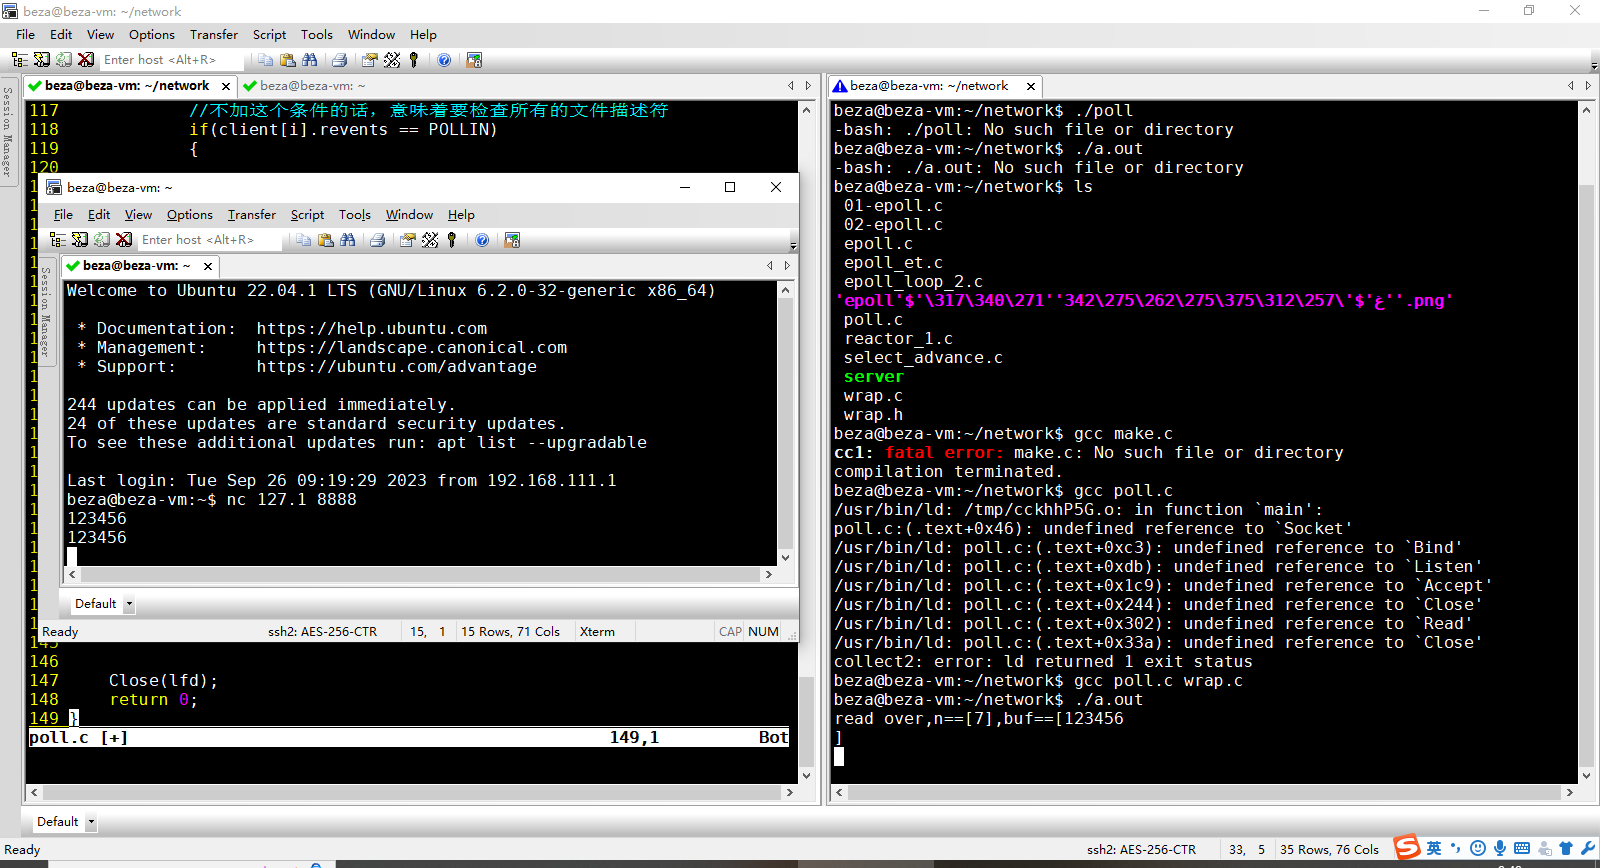 beza@beza-vm: ~/network
File Edit View Options Transfer Script Tools Window Help
Enter host <Alt+R>
Session Manager
beza@beza-vm: ~/network
beza@beza-vm: ~
117 //不加这个条件的话，意味着要检查所有的文件描述符
118 if(client[i].revents == POLLIN)
119 {
120
beza@beza-vm: ~
File Edit View Options Transfer Script Tools Window Help
Enter host <Alt+R>
Session Manager
beza@beza-vm: ~
Welcome to Ubuntu 22.04.1 LTS (GNU/Linux 6.2.0-32-generic x86_64)
* Documentation: https://help.ubuntu.com
* Management: https://landscape.canonical.com
* Support: https://ubuntu.com/advantage
244 updates can be applied immediately.
24 of these updates are standard security updates.
To see these additional updates run: apt list --upgradable
Last login: Tue Sep 26 09:19:29 2023 from 192.168.111.1
beza@beza-vm:~$ nc 127.1 8888
123456
123456
Default
Ready ssh2: AES-256-CTR 15, 1 15 Rows, 71 Cols Xterm CAP NUM
145
146
147 Close(lfd);
148 return 0;
149 }
poll.c [+] 149,1 Bot
beza@beza-vm: ~/network
beza@beza-vm:~/network$ ./poll
-bash: ./poll: No such file or directory
beza@beza-vm:~/network$ ./a.out
-bash: ./a.out: No such file or directory
beza@beza-vm:~/network$ ls
01-epoll.c
02-epoll.c
epoll.c
epoll_et.c
epoll_loop_2.c
'epoll'$'\317\340\271''342\275\262\275\375\312\257\'$'غ''.png'
poll.c
reactor_1.c
select_advance.c
server
wrap.c
wrap.h
beza@beza-vm:~/network$ gcc make.c
cc1: fatal error: make.c: No such file or directory
compilation terminated.
beza@beza-vm:~/network$ gcc poll.c
/usr/bin/ld: /tmp/cckhhP5G.o: in function `main':
poll.c:(.text+0x46): undefined reference to `Socket'
/usr/bin/ld: poll.c:(.text+0xc3): undefined reference to `Bind'
/usr/bin/ld: poll.c:(.text+0xdb): undefined reference to `Listen'
/usr/bin/ld: poll.c:(.text+0x1c9): undefined reference to `Accept'
/usr/bin/ld: poll.c:(.text+0x244): undefined reference to `Close'
/usr/bin/ld: poll.c:(.text+0x302): undefined reference to `Read'
/usr/bin/ld: poll.c:(.text+0x33a): undefined reference to `Close'
collect2: error: ld returned 1 exit status
beza@beza-vm:~/network$ gcc poll.c wrap.c
beza@beza-vm:~/network$ ./a.out
read over,n==[7],buf==[123456
]
Default
Ready ssh2: AES-256-CTR 33, 5 35 Rows, 76 Cols
英